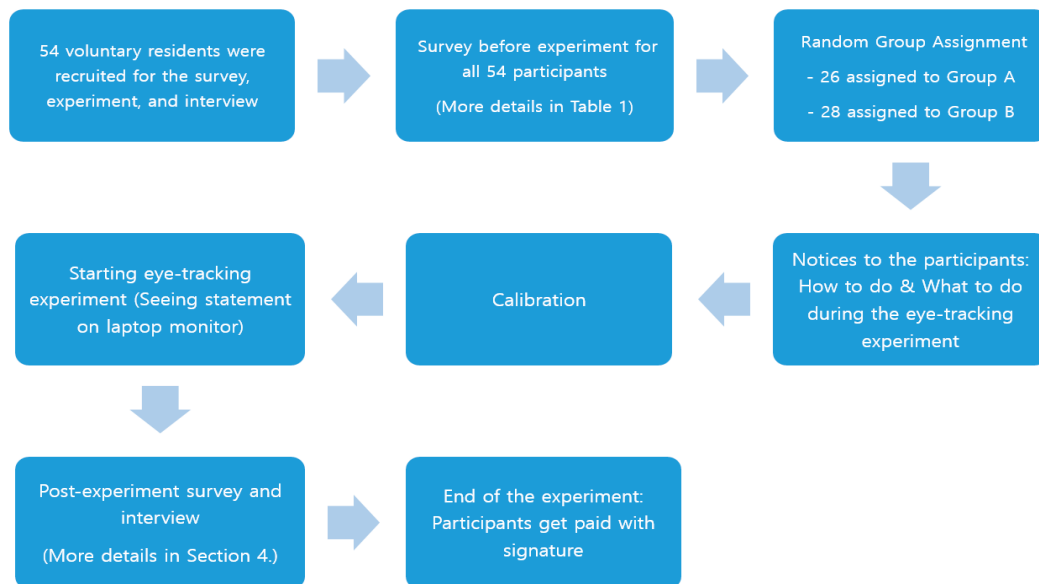 54 voluntary residents were
recruited for the survey,
experiment, and interview
Survey before experiment for
all 54 participants
(More details in Table 1)
Random Group Assignment
- 26 assigned to Group A
- 28 assigned to Group B
Notices to the participants:
How to do & What to do
during the eye-tracking
experiment
Calibration
Starting eye-tracking
experiment (Seeing statement
on laptop monitor)
Post-experiment survey and
interview
(More details in Section 4.)
End of the experiment:
Participants get paid with
signature